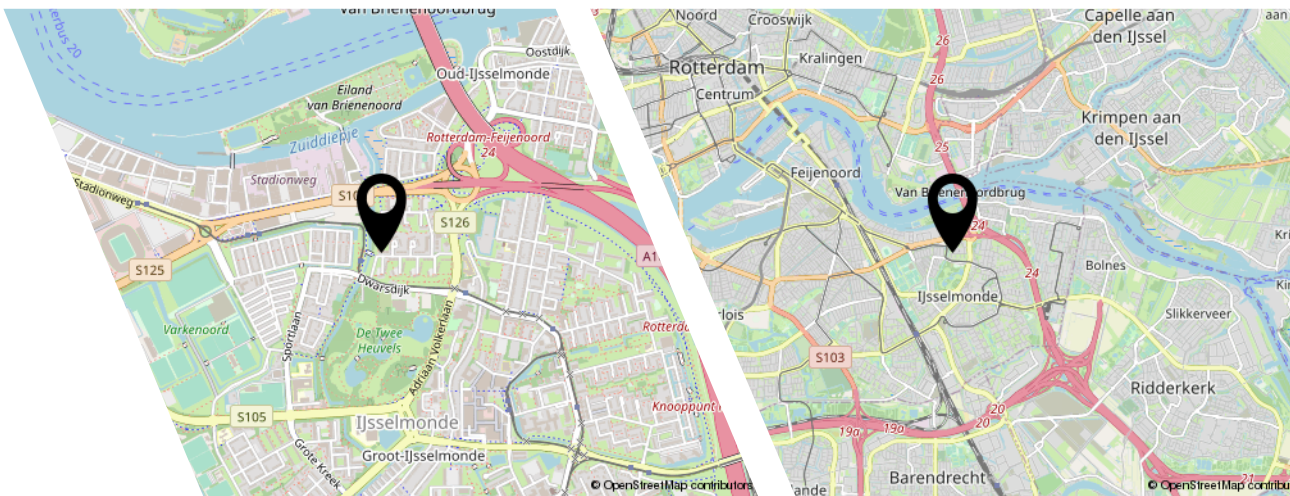 van Brienenoordbrug
Oostdijk
Oud-IJsselmonde
Eiland
van Brienenoord
Zuiddiepje
Rotterdam-Feijenoord
24
Stadionweg
Stadionweg
S126
S125
Dwarsdijk
Varkenoord
Sportlaan
De Twee
Heuvels
Adriaan Volkerlaan
S105
IJsselmonde
Groot-IJsselmonde
Grote Kreek
© OpenStreetMap contributors
Noord
Crooswijk
26
Capelle aan
den IJssel
aan
Kralingen
Rotterdam
Centrum
26
Krimpen aan
den IJssel
25
Feijenoord
Van Brienenoordbrug
24
24
Bolnes
IJsselmonde
Slikkerveer
S103
Ridderkerk
20
20
19a
19a
Barendrecht
21
© OpenStreetMap contribu